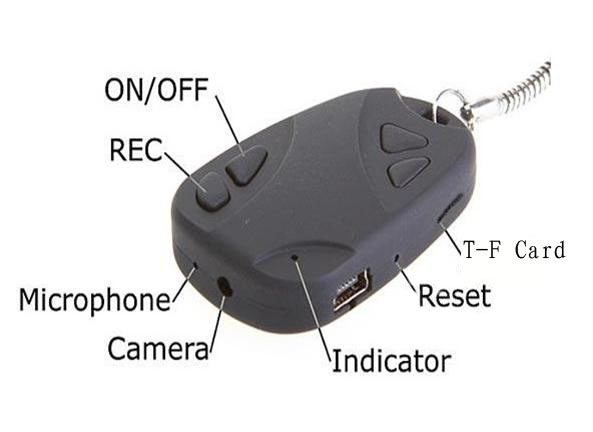 ON/OFF
REC
T-F Card
Microphone
Reset
Camera
Indicator